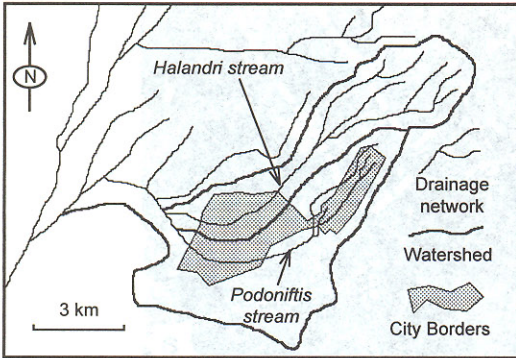 N
Halandri stream
Drainage
network
Watershed
Podoniftis
stream
3 km
City Borders